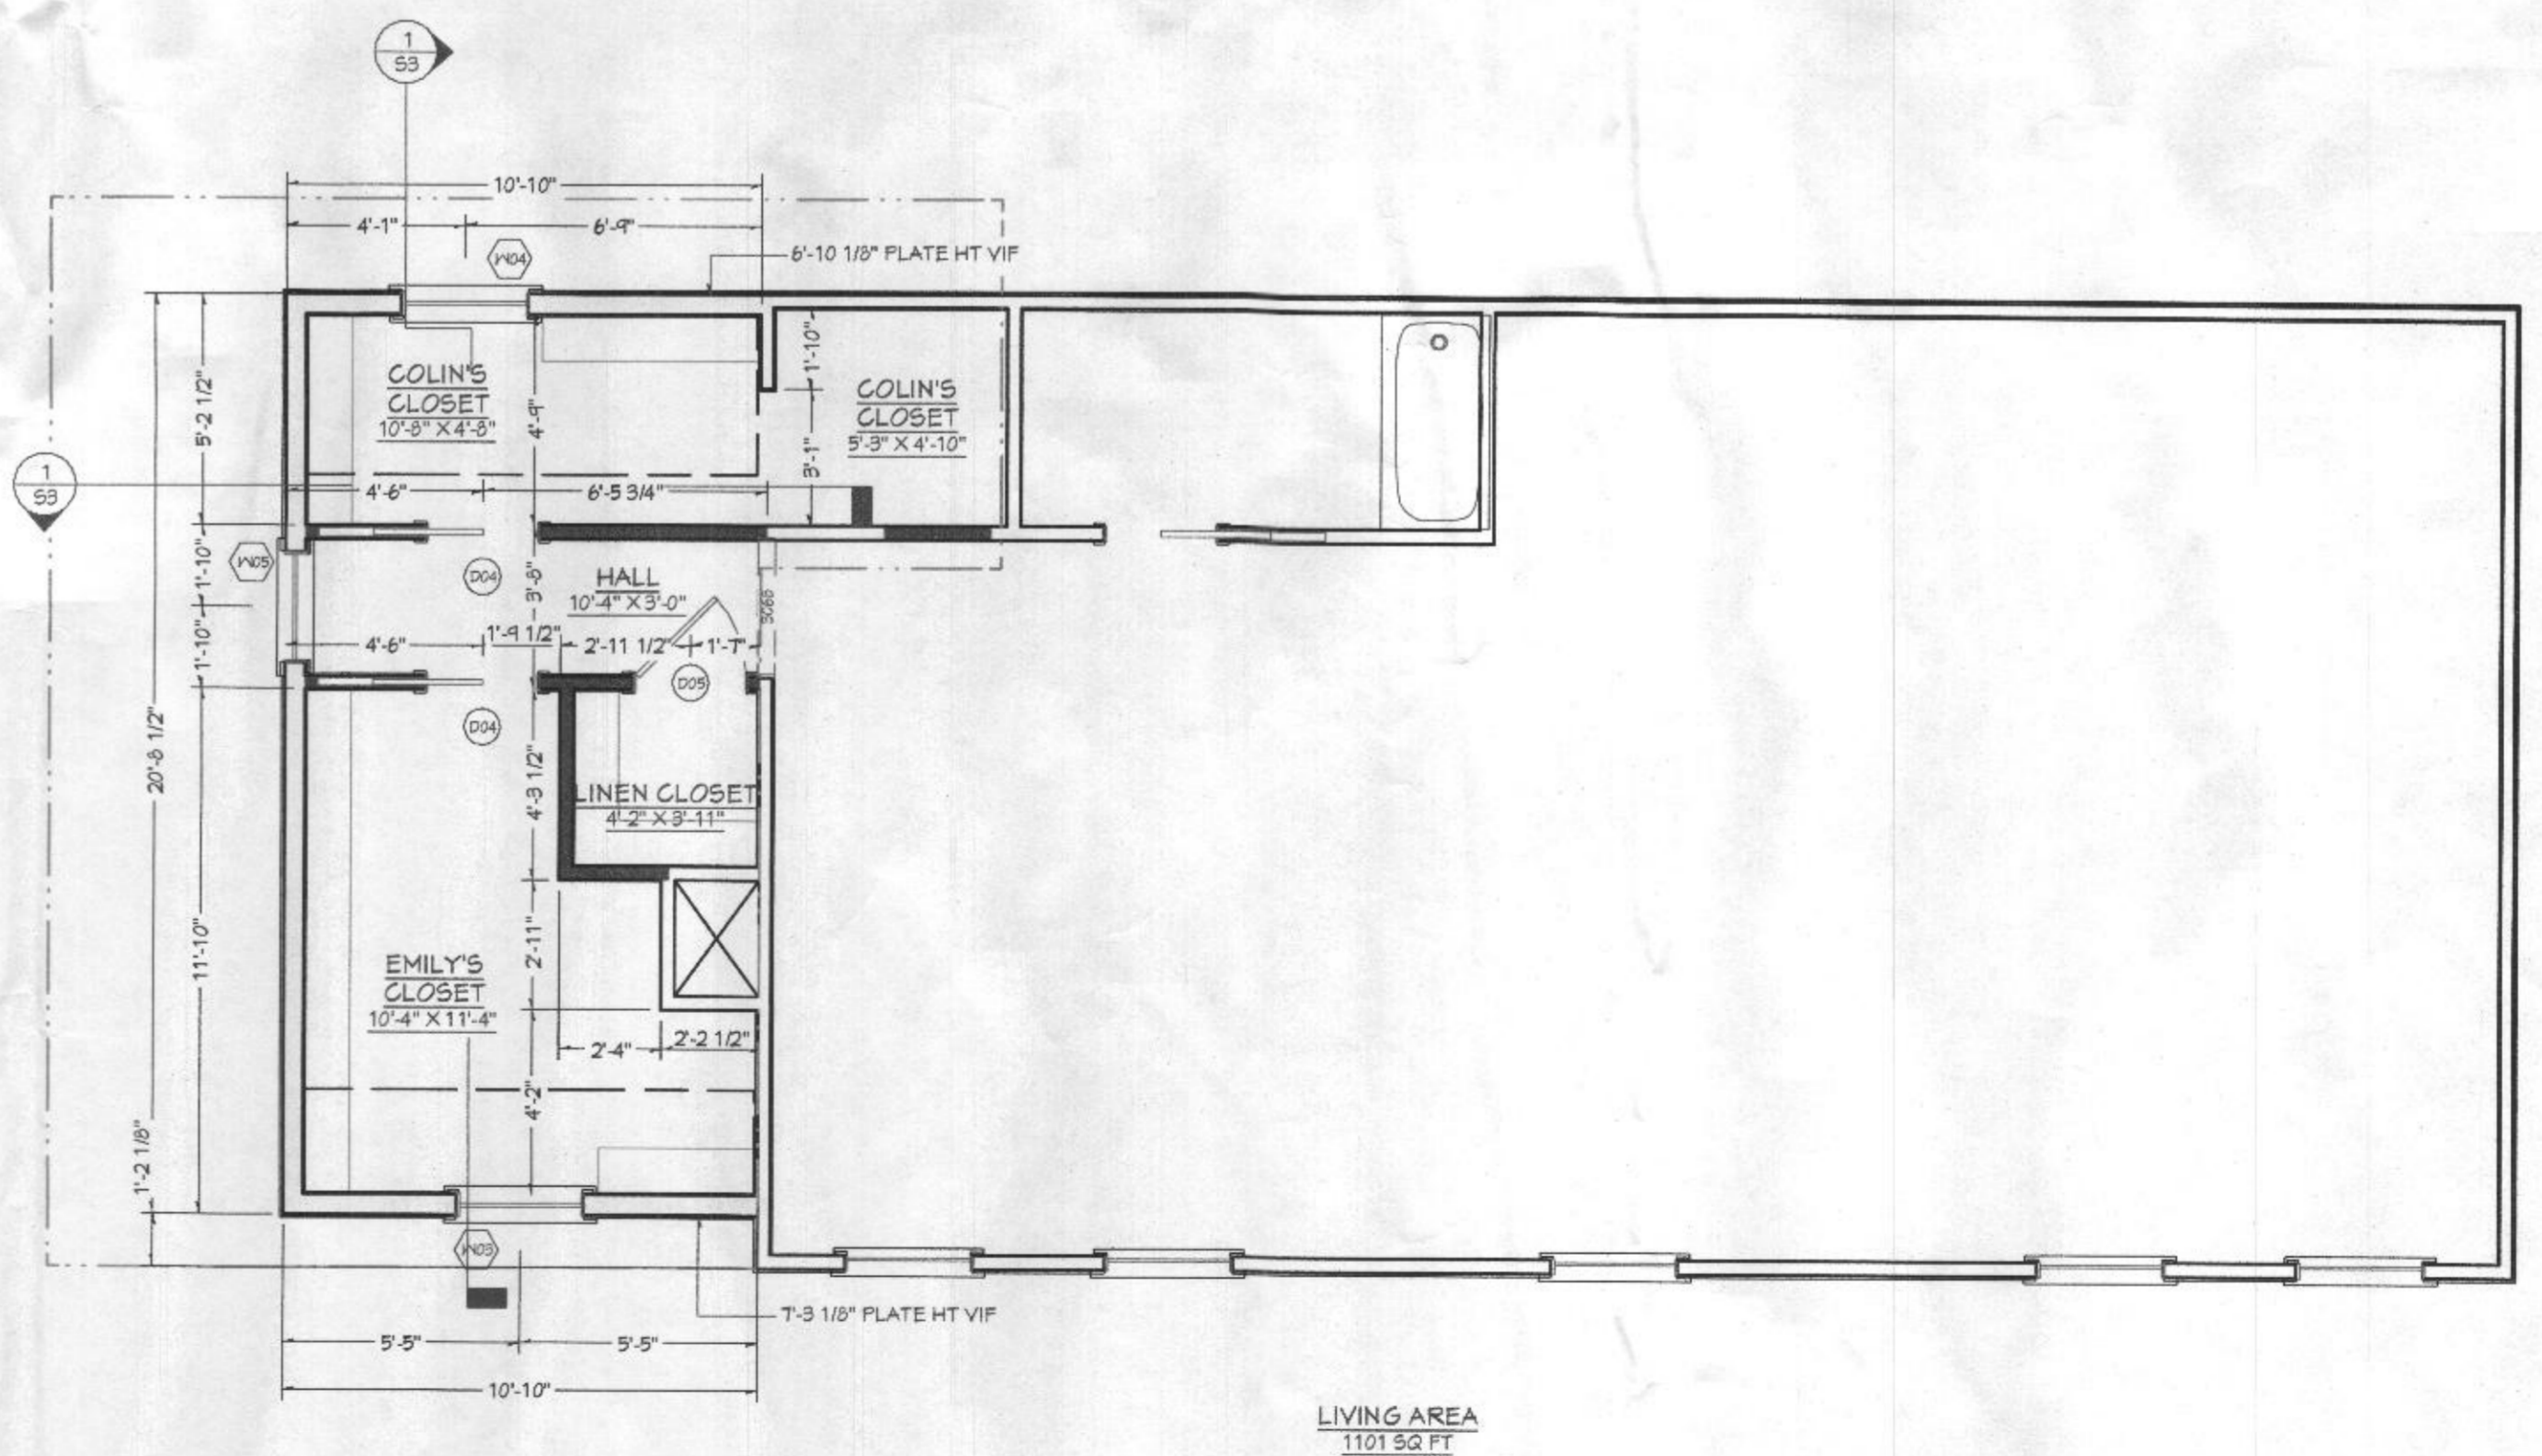 1
S3
10'-10"
4'-1"
6'-9"
W04
6'-10 1/8" PLATE HT VIF
COLIN'S
CLOSET
10'-8" X 4'-8"
COLIN'S
CLOSET
5'-3" X 4'-10"
1'-10"
3'-1"
4'-9"
5'-2 1/2"
1
S3
4'-6"
6'-5 3/4"
W05
1'-10"
1'-10"
D04
HALL
10'-4" X 3'-0"
3'-8"
3068
4'-6"
1'-9 1/2"
2'-11 1/2"
1'-7"
D05
D04
20'-8 1/2"
4'-3 1/2"
LINEN CLOSET
4'-2" X 3'-11"
11'-10"
2'-11"
EMILY'S
CLOSET
10'-4" X 11'-4"
2'-4"
2'-2 1/2"
4'-2"
1'-2 1/8"
W03
7'-3 1/8" PLATE HT VIF
5'-5"
5'-5"
10'-10"
LIVING AREA
1101 SQ FT